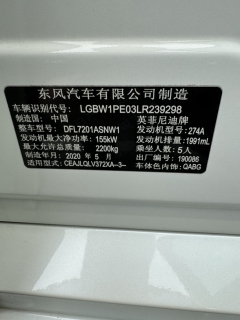 东风汽车有限公司制造
车辆识别代号 LGBW1PE03LR239298
制造国: 中国 英菲尼迪牌
整车型号: DFL7201ASNW1 发动机型号: 274A
发动机最大净功率: 155kW 发动机排量: 1991mL
最大允许总质量: 2200kg 乘坐人数: 5人
制造年月: 2020年5月 出厂编号: 190086
适用型式: CEAJLQLV372XA-3- 车体色内饰 QABG